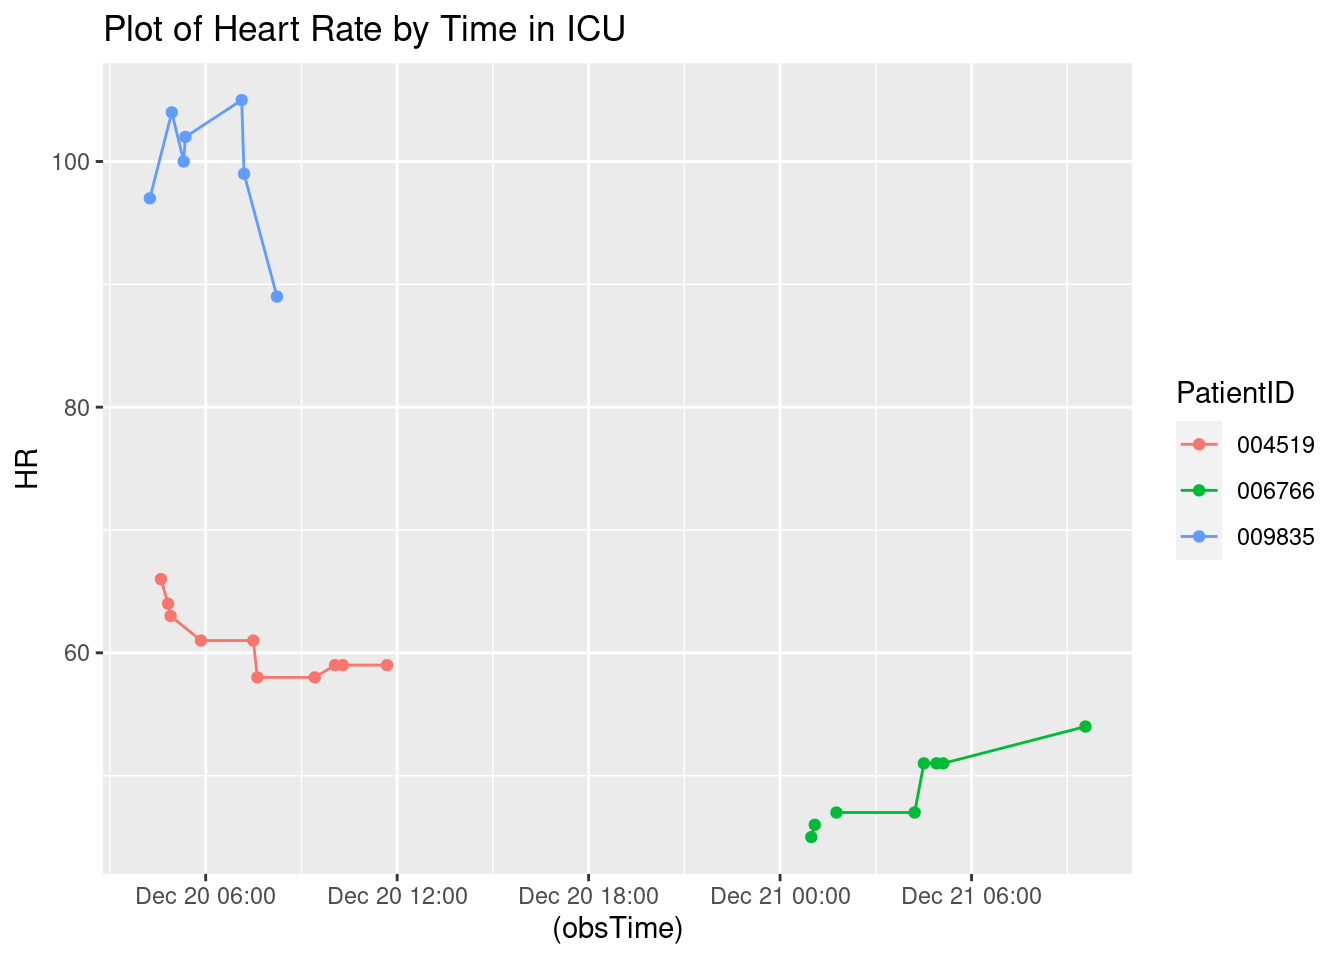 Plot of Heart Rate by Time in ICU
HR
100
80
60
Dec 20 06:00
Dec 20 12:00
Dec 20 18:00
Dec 21 00:00
Dec 21 06:00
(obsTime)
PatientID
004519
006766
009835